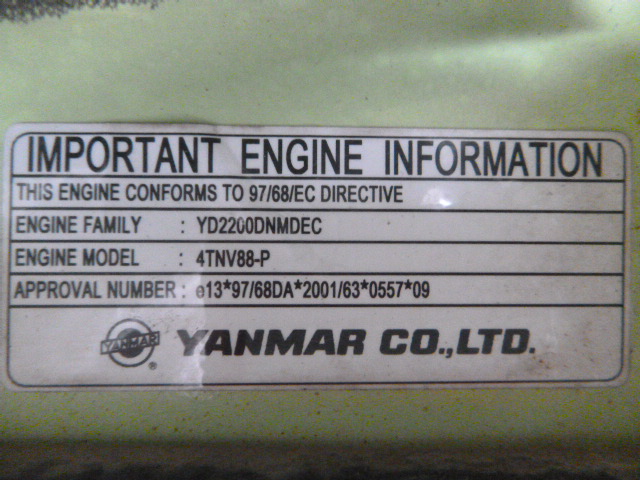 IMPORTANT ENGINE INFORMATION
THIS ENGINE CONFORMS TO 97/68/EC DIRECTIVE
ENGINE FAMILY : YD2200DNMDEC
ENGINE MODEL : 4TNV88-P
APPROVAL NUMBER : e13*97/68DA*2001/63*0557*09
YANMAR ® YANMAR CO.,LTD.